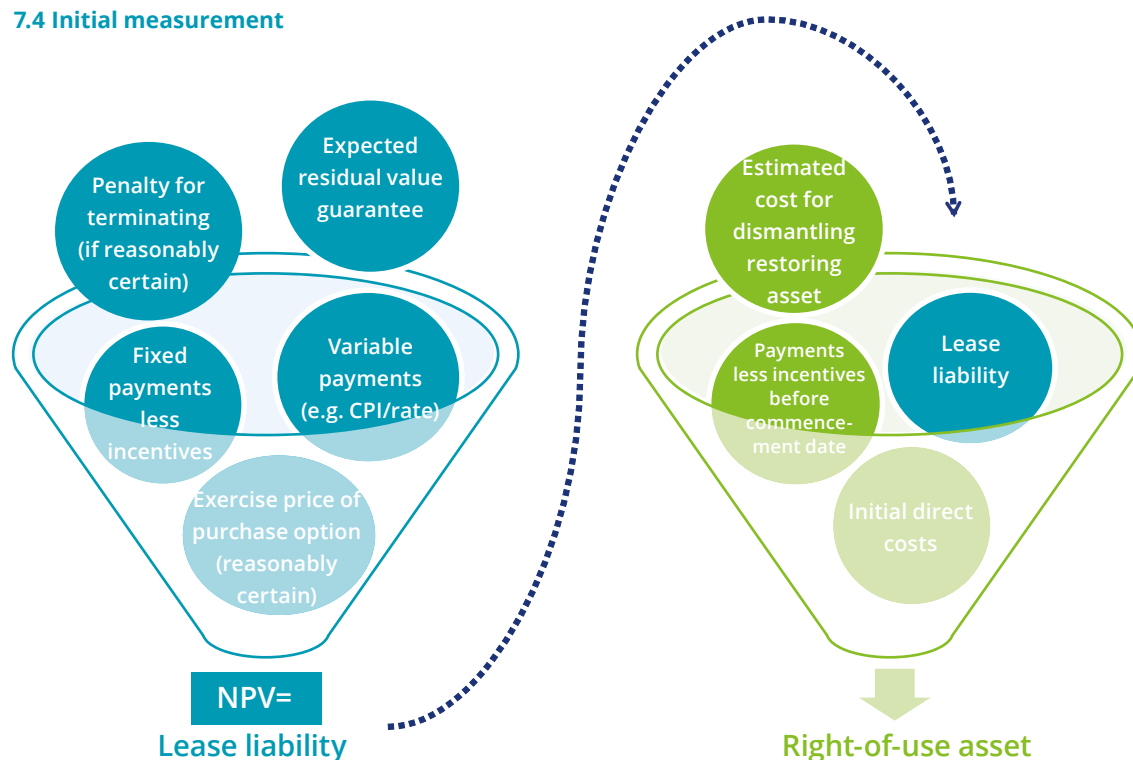 7.4 Initial measurement
Penalty for
terminating
(if reasonably
certain)
Expected
residual value
guarantee
Fixed
payments
less
incentives
Variable
payments
(e.g. CPI/rate)
Exercise price of
purchase option
(reasonably
certain)
NPV=
Lease liability
Estimated
cost for
dismantling
restoring
asset
Payments
less incentives
before
commence-
ment date
Lease
liability
Initial direct
costs
Right-of-use asset